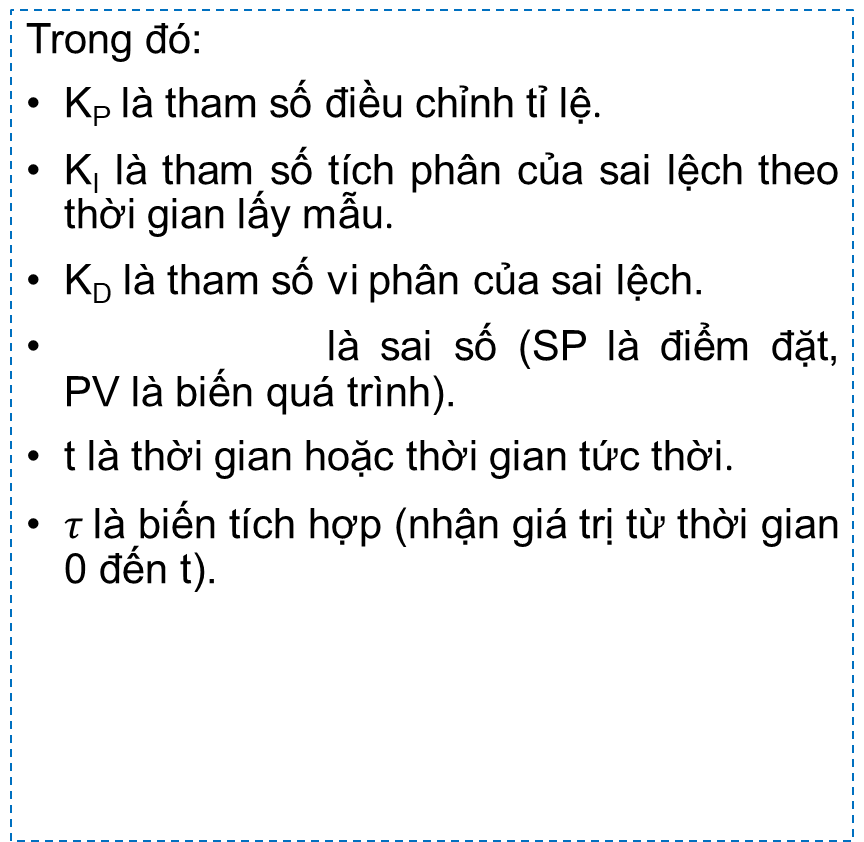 Trong đó:
• K_P là tham số điều chỉnh tỉ lệ.
• K_I là tham số tích phân của sai lệch theo
thời gian lấy mẫu.
• K_D là tham số vi phân của sai lệch.
• là sai số (SP là điểm đặt,
PV là biến quá trình).
• t là thời gian hoặc thời gian tức thời.
• 𝜏 là biến tích hợp (nhận giá trị từ thời gian
0 đến t).